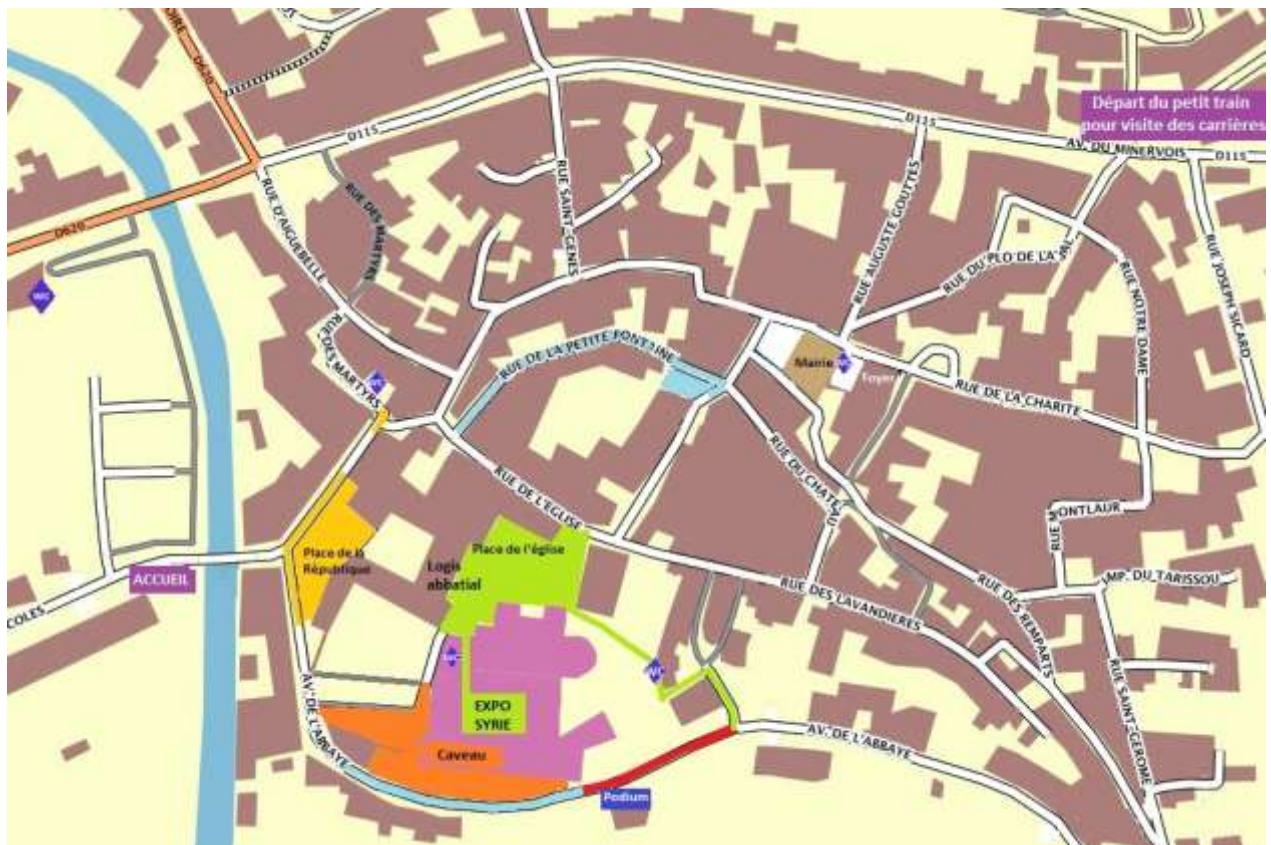 OIRE
D620
D620
D115
RUE DES MARTYRS
RUE D'AIGUEBELLE
RUE SAINT-GENES
D115
Départ du petit train
pour visite des carrières
AV. DU MINERVOIS
D115
RUE AUGUSTE GOUTTES
RUE DU PLO DE LA
RUE NOTRE DAME
RUE JOSEPH SICARD
WC
RUE DES MARTYRS
WC
RUE DE LA PETITE FONTAINE
Mairie
WC
Foyer
RUE DE LA CHARITE
RUE DE L'EGLISE
RUE DU CHATEAU
RUE MONTLAUR
IMP. DU TARISSOU
Place de la
République
Logis
abbatial
Place de l'église
ACCUEIL
COLES
RUE DES LAVANDIERES
RUE DES REMPARTS
RUE SAINT-GEROME
WC
WC
EXPO
SYRIE
AV. DE L'ABBAYE
Caveau
AV. DE L'ABBAYE
Podium